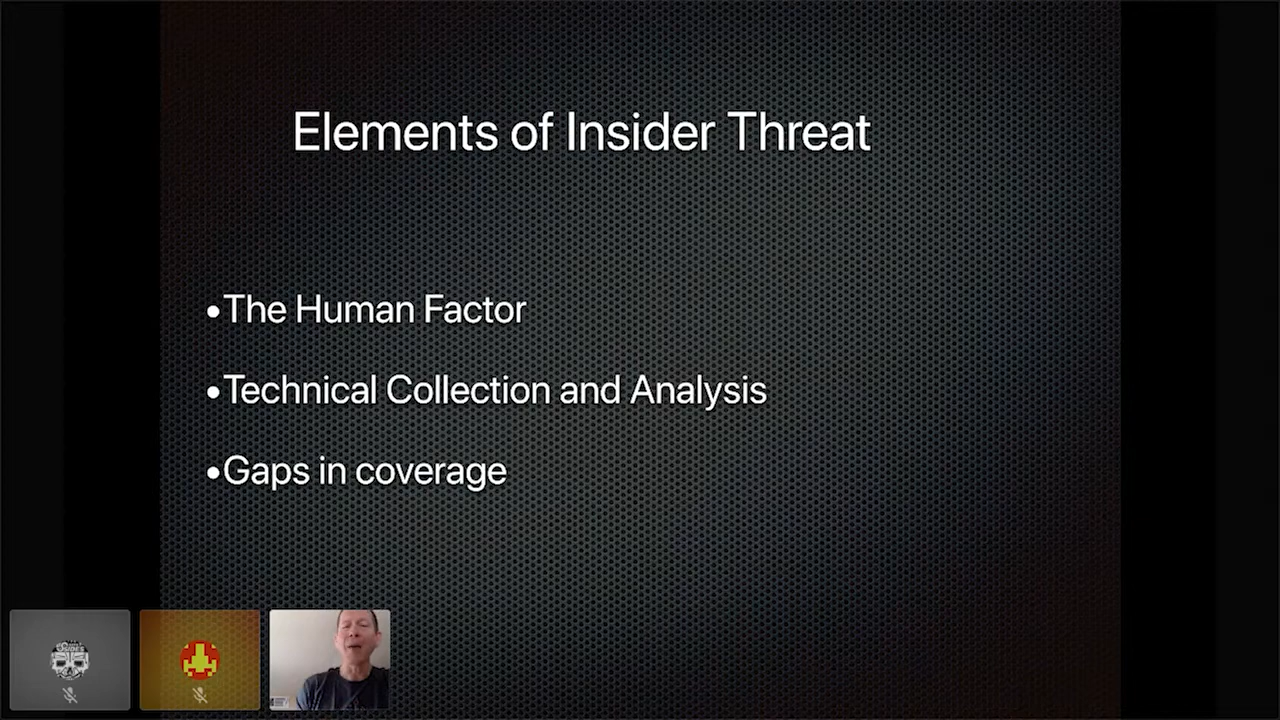 Elements of Insider Threat
•The Human Factor
•Technical Collection and Analysis
•Gaps in coverage